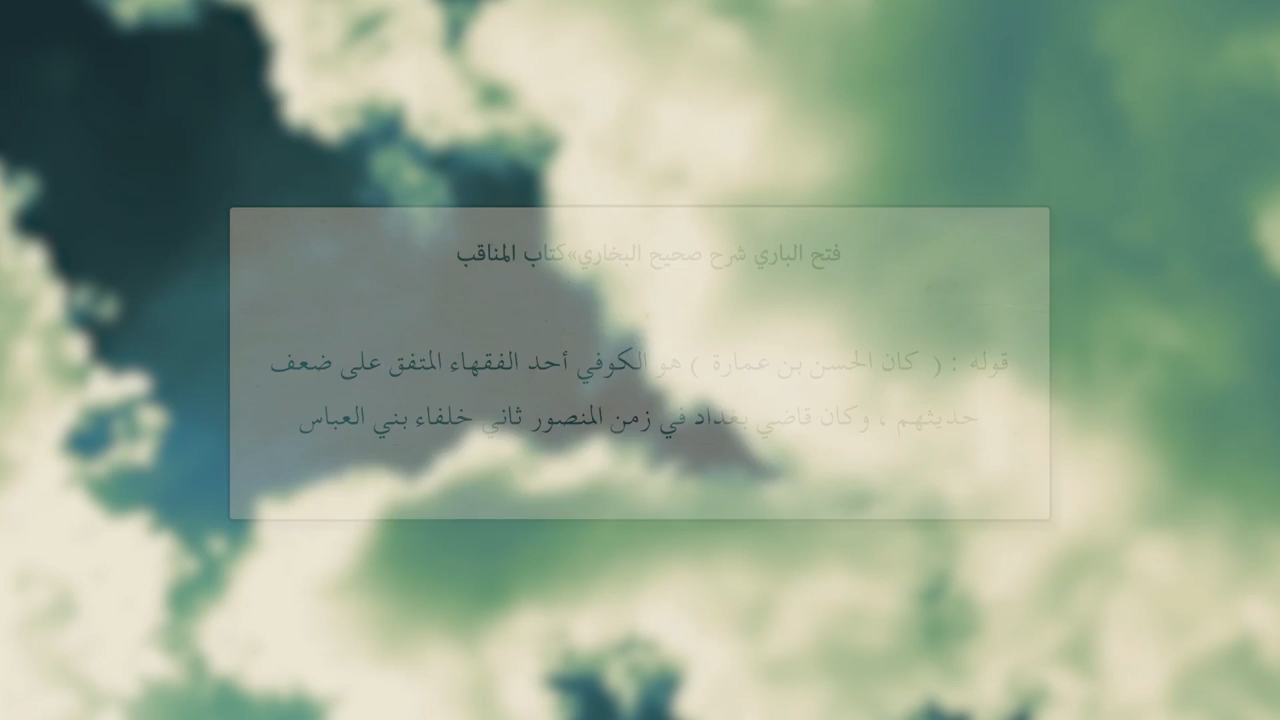 فتح الباري شرح صحيح البخاري»كتاب المناقب
قوله : ( كان الحسن بن عمارة ) هو الكوفي أحد الفقهاء المتفق على ضعف
حديثهم ، وكان قاضي بغداد في زمن المنصور ثاني خلفاء بني العباس